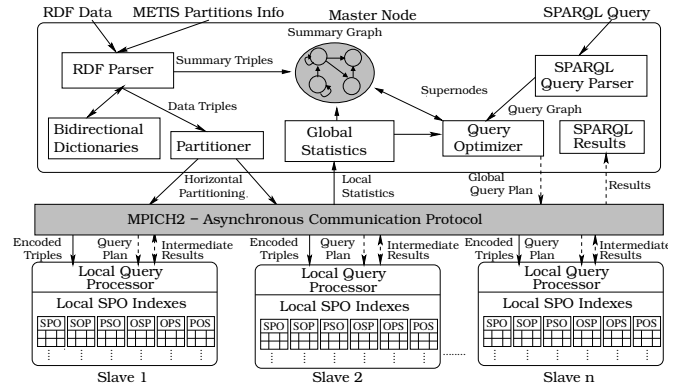 RDF Data METIS Partitions Info Master Node SPARQL Query
Summary Graph
RDF Parser
Summary Triples
SPARQL
Query Parser
Supernodes
Data Triples
Query Graph
Bidirectional
Dictionaries
Partitioner
Global
Statistics
Query
Optimizer
SPARQL
Results
Horizontal
Partitioning
Local
Statistics
Global
Query Plan
Results
MPICH2 – Asynchronous Communication Protocol
Encoded
Triples
Query
Plan
Intermediate
Results
Encoded
Triples
Query
Plan
Intermediate
Results
Encoded
Triples
Query
Plan
Intermediate
Results
Local Query
Processor
Local SPO Indexes
SPO SOP PSO OSP OPS POS
Slave 1
Local Query
Processor
Local SPO Indexes
SPO SOP PSO OSP OPS POS
Slave 2
Local Query
Processor
Local SPO Indexes
SPO SOP PSO OSP OPS POS
Slave n